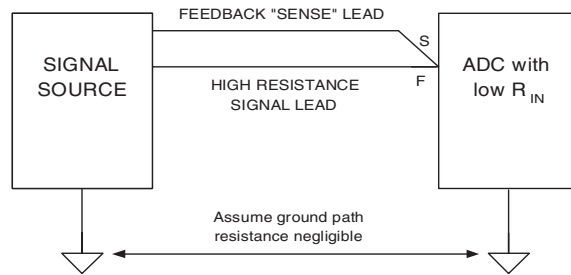 FEEDBACK "SENSE" LEAD
SIGNAL
SOURCE
S
F
HIGH RESISTANCE
SIGNAL LEAD
ADC with
low R IN
Assume ground path
resistance negligible